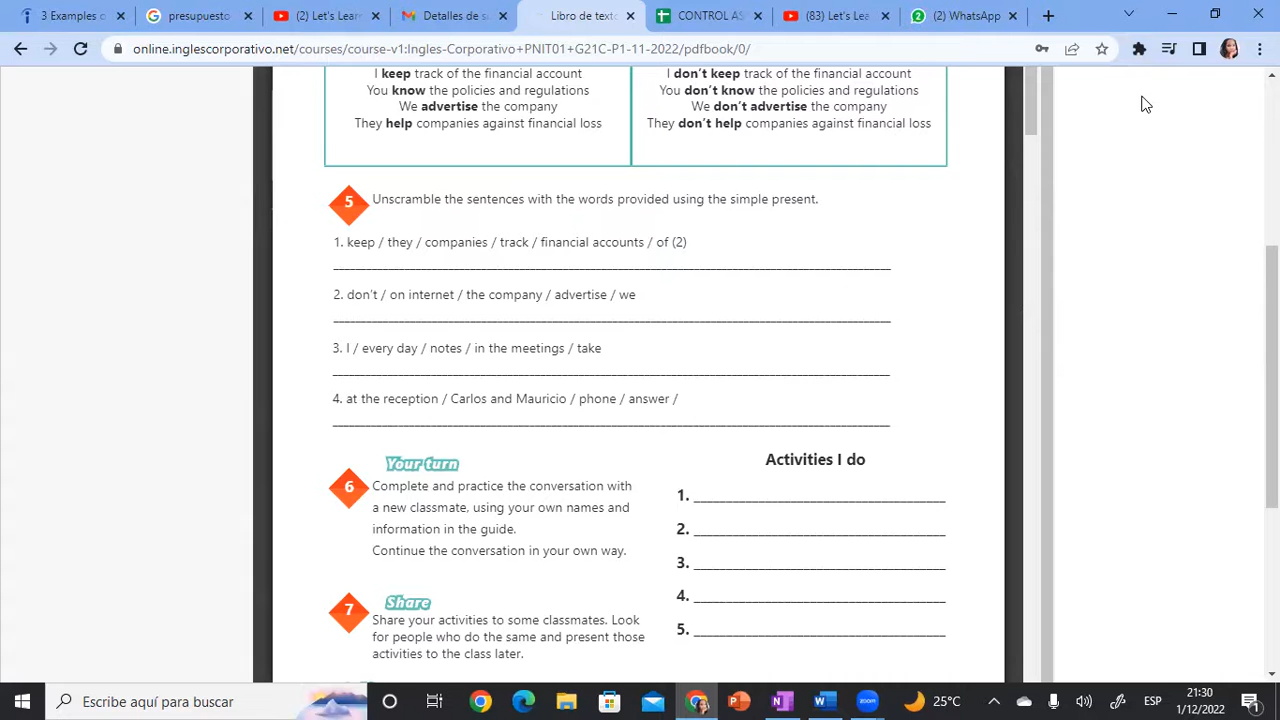 3 Examples o
presupuesto
(2) Let's Learn
Detalles de s
Libro de texto
CONTROL AS
(83) Let's Lea
(2) WhatsApp
online.inglescorporativo.net/courses/course-v1:Ingles-Corporativo+PNIT01+G21C-P1-11-2022/pdfbook/0/
I keep track of the financial account
You know the policies and regulations
We advertise the company
They help companies against financial loss
I don't keep track of the financial account
You don't know the policies and regulations
We don't advertise the company
They don't help companies against financial loss
5 Unscramble the sentences with the words provided using the simple present.
1. keep / they / companies / track / financial accounts / of (2)
2. don't / on internet / the company / advertise / we
3. I / every day / notes / in the meetings / take
4. at the reception / Carlos and Mauricio / phone / answer /
Your turn
6 Complete and practice the conversation with
a new classmate, using your own names and
information in the guide.
Continue the conversation in your own way.
Activities I do
1.
2.
3.
4.
5.
Share
7 Share your activities to some classmates. Look
for people who do the same and present those
activities to the class later.
Escribe aquí para buscar
25°C
ESP
21:30
1/12/2022
1